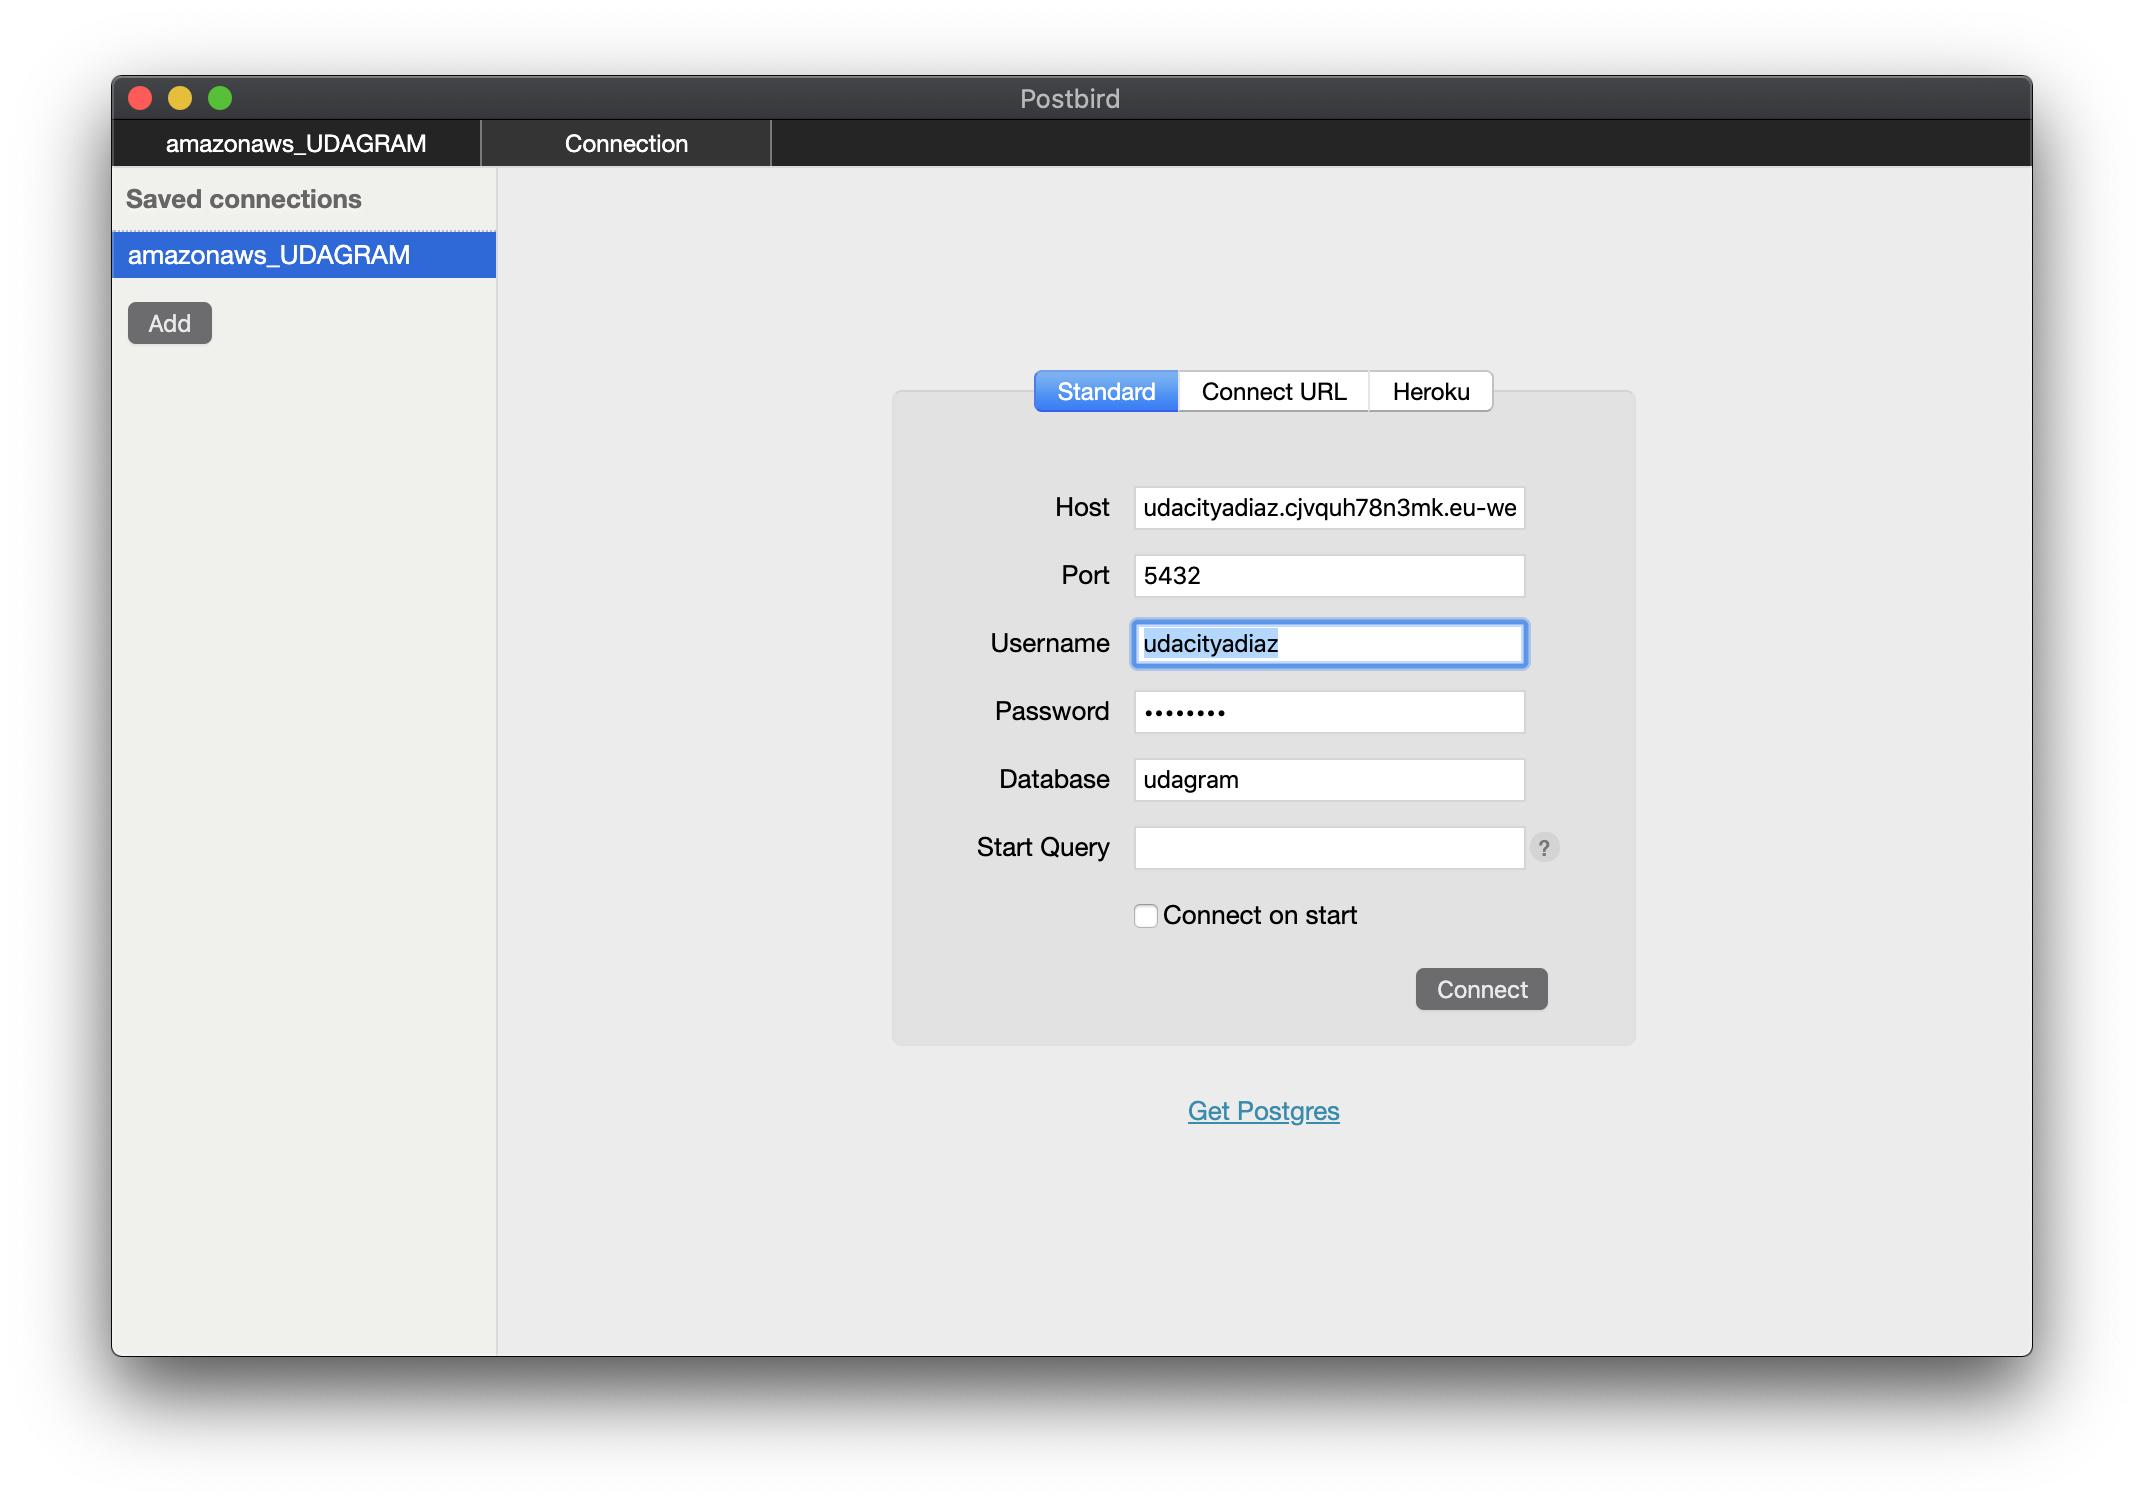 Postbird
amazonaws_UDAGRAM
Connection
Saved connections
amazonaws_UDAGRAM
Add
Standard
Connect URL
Heroku
Host udacityadiaz.cjvquh78n3mk.eu-we
Port 5432
Username udacityadiaz
Password ••••••••
Database udagram
Start Query ?
Connect on start
Connect
Get Postgres